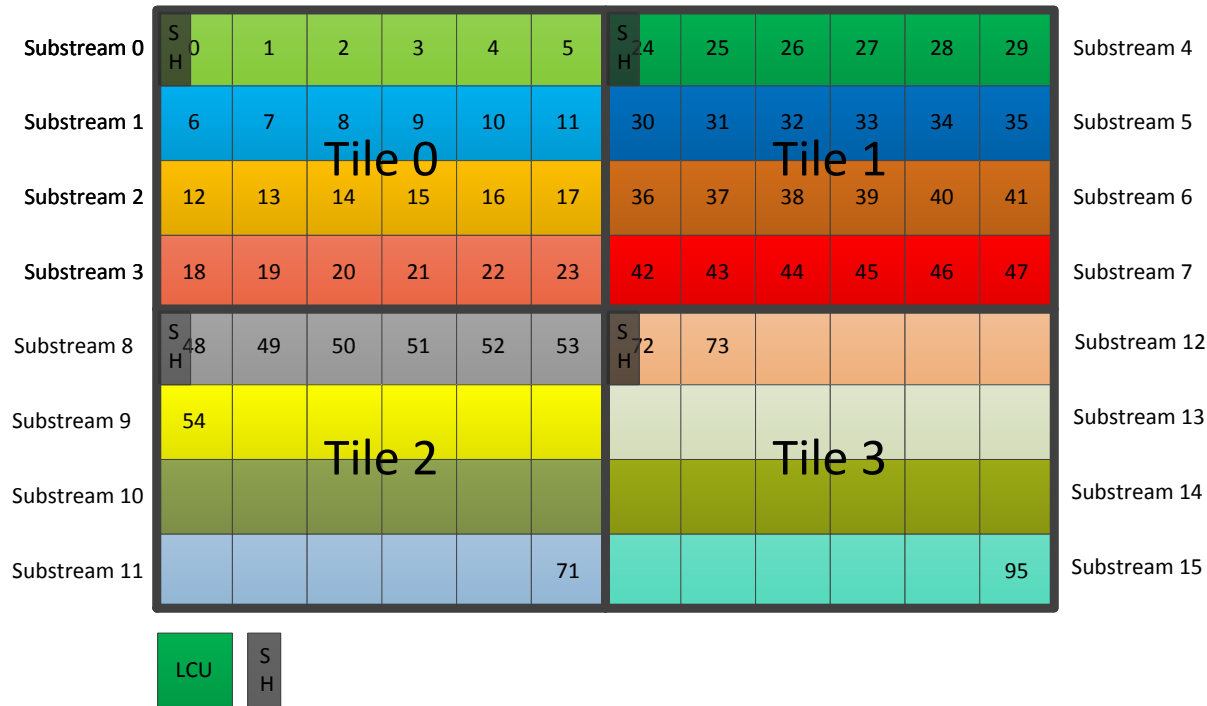 Substream 0 SH 0 1 2 3 4 5 SH 24 25 26 27 28 29 Substream 4
Substream 1 6 7 8 9 10 11 30 31 32 33 34 35 Substream 5
Tile 0 Tile 1
Substream 2 12 13 14 15 16 17 36 37 38 39 40 41 Substream 6
Substream 3 18 19 20 21 22 23 42 43 44 45 46 47 Substream 7
Substream 8 SH 48 49 50 51 52 53 SH 72 73 Substream 12
Substream 9 54 Substream 13
Tile 2 Tile 3
Substream 10 Substream 14
Substream 11 71 95 Substream 15
LCU SH